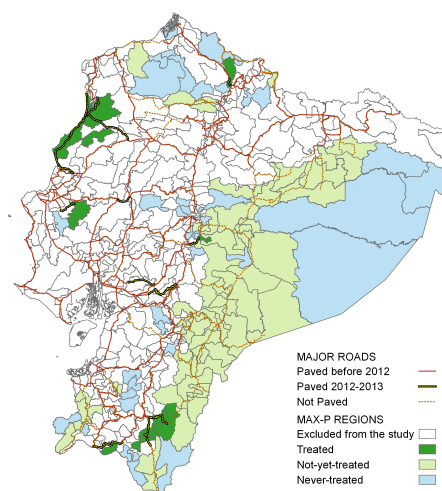 MAJOR ROADS
Paved before 2012
Paved 2012-2013
Not Paved
MAX-P REGIONS
Excluded from the study
Treated
Not-yet-treated
Never-treated